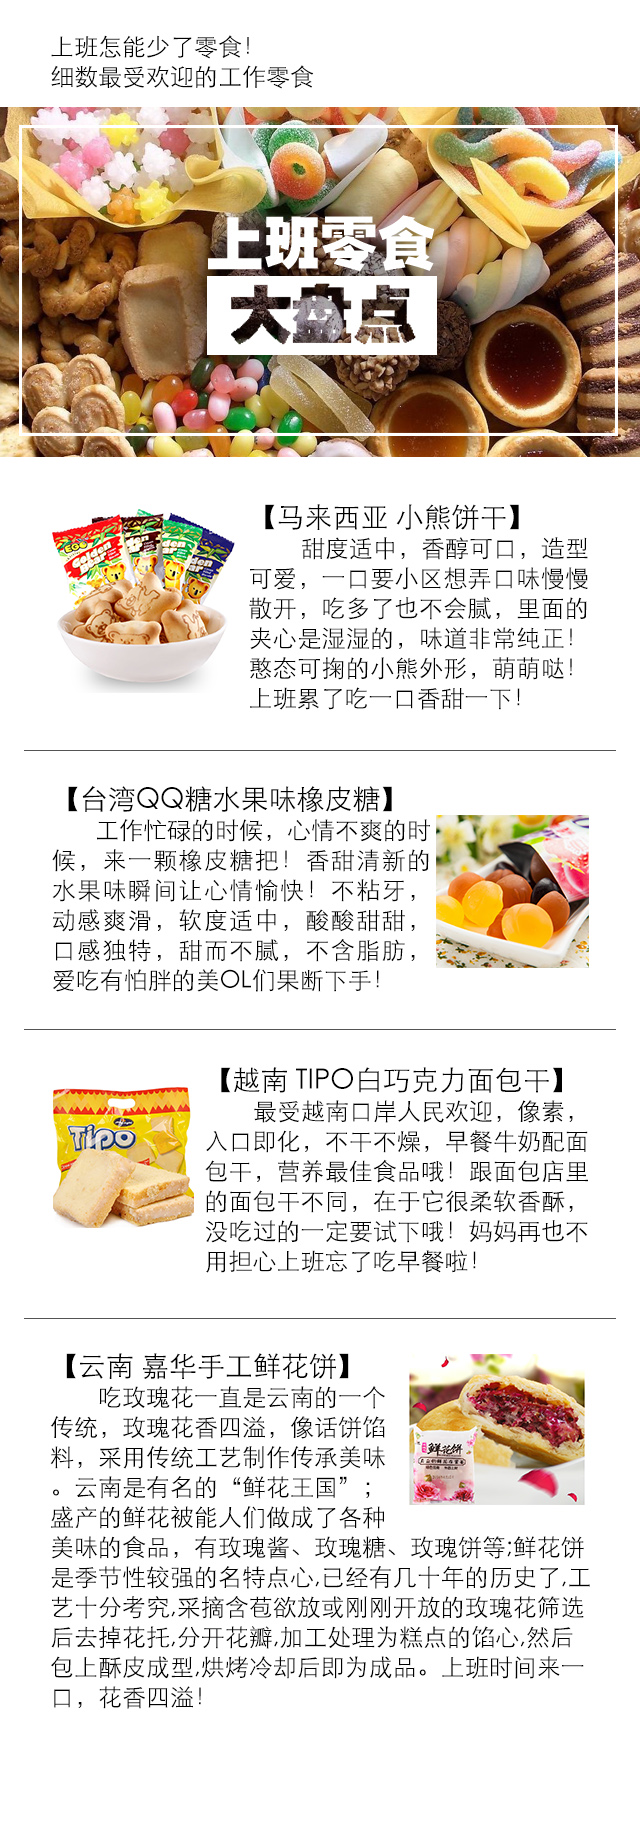 上班怎能少了零食！
细数最受欢迎的工作零食
上班零食
大盘点
【马来西亚 小熊饼干】
甜度适中，香醇可口，造型
可爱，一口要小区想弄口味慢慢
散开，吃多了也不会腻，里面的
夹心是湿湿的，味道非常纯正！
憨态可掬的小熊外形，萌萌哒！
上班累了吃一口香甜一下！
【台湾QQ糖水果味橡皮糖】
工作忙碌的时候，心情不爽的时
候，来一颗橡皮糖把！香甜清新的
水果味瞬间让心情愉快！不粘牙，
动感爽滑，软度适中，酸酸甜甜，
口感独特，甜而不腻，不含脂肪，
爱吃有怕胖的美OL们果断下手！
【越南 TIPO白巧克力面包干】
最受越南口岸人民欢迎，像素，
入口即化，不干不燥，早餐牛奶配面
包干，营养最佳食品哦！跟面包店里
的面包干不同，在于它很柔软香酥，
没吃过的一定要试下哦！妈妈再也不
用担心上班忘了吃早餐啦！
Tipo
【云南 嘉华手工鲜花饼】
吃玫瑰花一直是云南的一个
传统，玫瑰花香四溢，像话饼馅
料，采用传统工艺制作传承美味
。云南是有名的“鲜花王国”；
盛产的鲜花被能人们做成了各种
美味的食品，有玫瑰酱、玫瑰糖、玫瑰饼等;鲜花饼
是季节性较强的名特点心,已经有几十年的历史了,工
艺十分考究,采摘含苞欲放或刚刚开放的玫瑰花筛选
后去掉花托,分开花瓣,加工处理为糕点的馅心,然后
包上酥皮成型,烘烤冷却后即为成品。上班时间来一
口，花香四溢！
鲜花饼